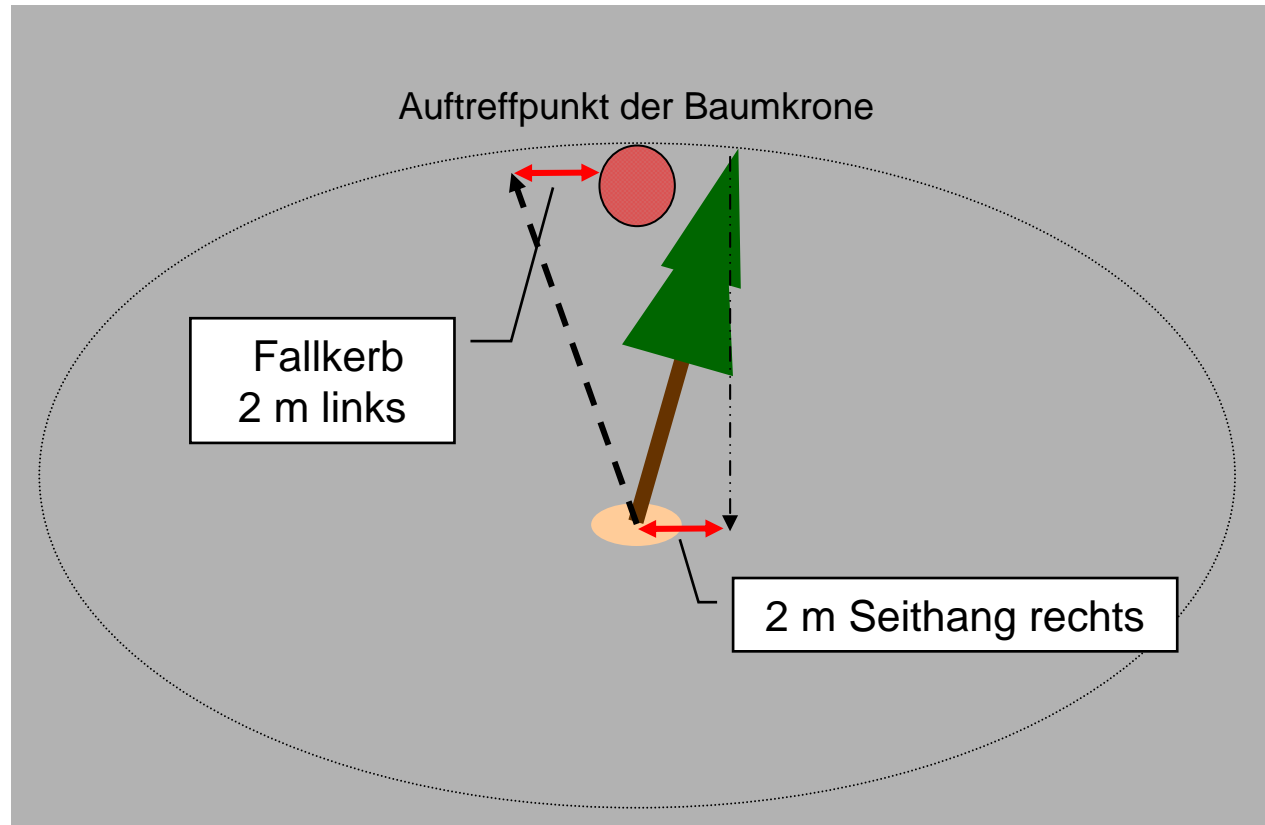 Auftreffpunkt der Baumkrone
Fallkerb
2 m links
2 m Seithang rechts